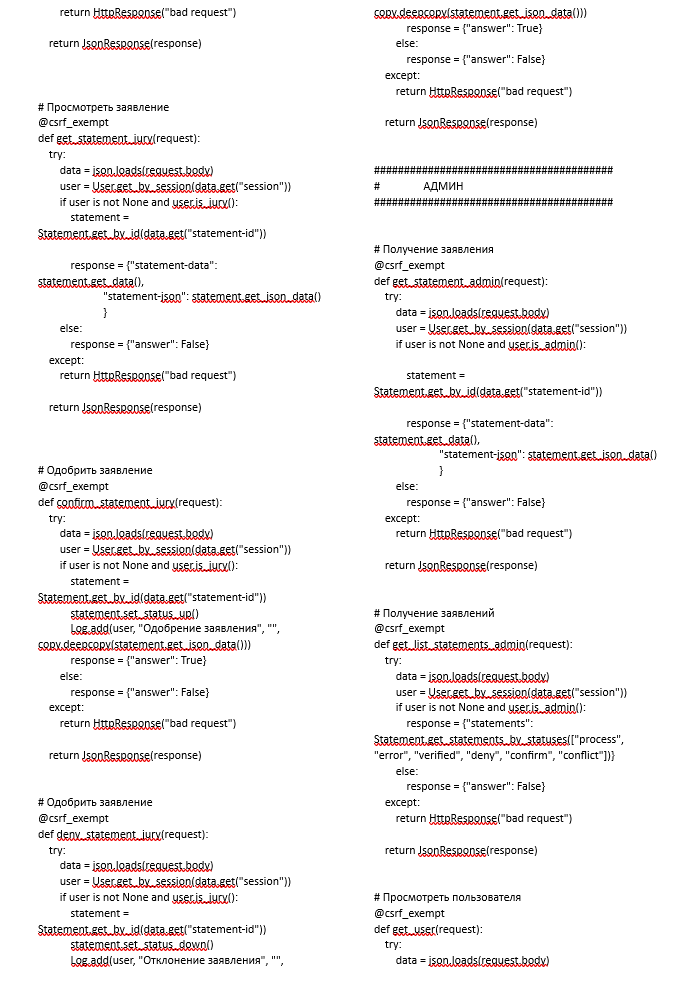 return HttpResponse("bad request")
return JsonResponse(response)
# Просмотреть заявление
@csrf_exempt
def get_statement_jury(request):
try:
data = json.loads(request.body)
user = User.get_by_session(data.get("session"))
if user is not None and user.is_jury():
statement =
Statement.get_by_id(data.get("statement-id"))
response = {"statement-data":
statement.get_data(),
"statement-json": statement.get_json_data()
}
else:
response = {"answer": False}
except:
return HttpResponse("bad request")
return JsonResponse(response)
# Одобрить заявление
@csrf_exempt
def confirm_statement_jury(request):
try:
data = json.loads(request.body)
user = User.get_by_session(data.get("session"))
if user is not None and user.is_jury():
statement =
Statement.get_by_id(data.get("statement-id"))
statement.set_status_up()
Log.add(user, "Одобрение заявления", "",
copy.deepcopy(statement.get_json_data()))
response = {"answer": True}
else:
response = {"answer": False}
except:
return HttpResponse("bad request")
return JsonResponse(response)
# Одобрить заявление
@csrf_exempt
def deny_statement_jury(request):
try:
data = json.loads(request.body)
user = User.get_by_session(data.get("session"))
if user is not None and user.is_jury():
statement =
Statement.get_by_id(data.get("statement-id"))
statement.set_status_down()
Log.add(user, "Отклонение заявления", "",
copy.deepcopy(statement.get_json_data()))
response = {"answer": True}
else:
response = {"answer": False}
except:
return HttpResponse("bad request")
return JsonResponse(response)
########################################
# АДМИН
########################################
# Получение заявления
@csrf_exempt
def get_statement_admin(request):
try:
data = json.loads(request.body)
user = User.get_by_session(data.get("session"))
if user is not None and user.is_admin():
statement =
Statement.get_by_id(data.get("statement-id"))
response = {"statement-data":
statement.get_data(),
"statement-json": statement.get_json_data()
}
else:
response = {"answer": False}
except:
return HttpResponse("bad request")
return JsonResponse(response)
# Получение заявлений
@csrf_exempt
def get_list_statements_admin(request):
try:
data = json.loads(request.body)
user = User.get_by_session(data.get("session"))
if user is not None and user.is_admin():
response = {"statements":
Statement.get_statements_by_statuses(["process",
"error", "verified", "deny", "confirm", "conflict"])}
else:
response = {"answer": False}
except:
return HttpResponse("bad request")
return JsonResponse(response)
# Просмотреть пользователя
@csrf_exempt
def get_user(request):
try:
data = json.loads(request.body)